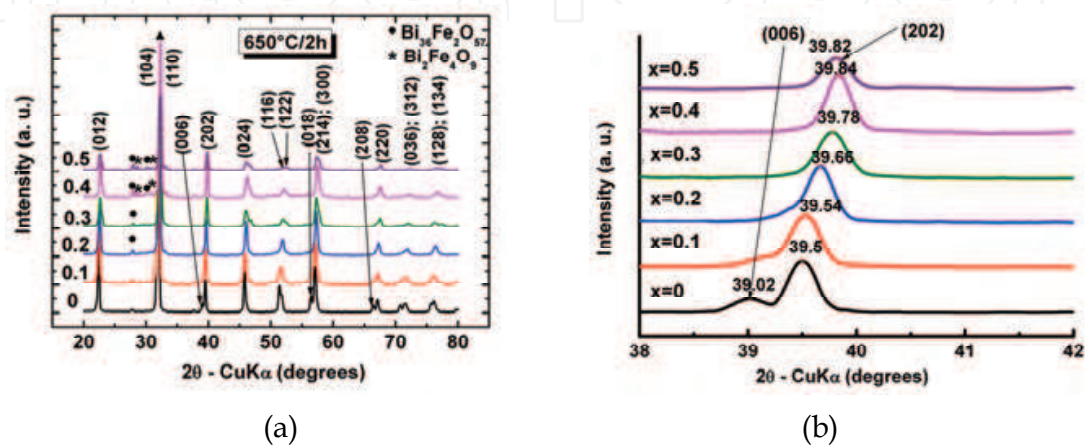 650°C/2h
● Bi₃₆Fe₂O₅₇
* Bi₂Fe₄O₉
(012)
(104)
(110)
(006)
(202)
(024)
(116)
(122)
(018)
(214); (300)
(208)
(220)
(036); (312)
(128); (134)
0.5
0.4
0.3
0.2
0.1
0
Intensity (a. u.)
20 30 40 50 60 70 80
2θ - CuKα (degrees)
(a)
(006)
(202)
39.82
x=0.5
39.84
x=0.4
39.78
x=0.3
39.66
x=0.2
39.54
x=0.1
39.5
39.02
x=0
Intensity (a. u.)
38 39 40 41 42
2θ - CuKα (degrees)
(b)